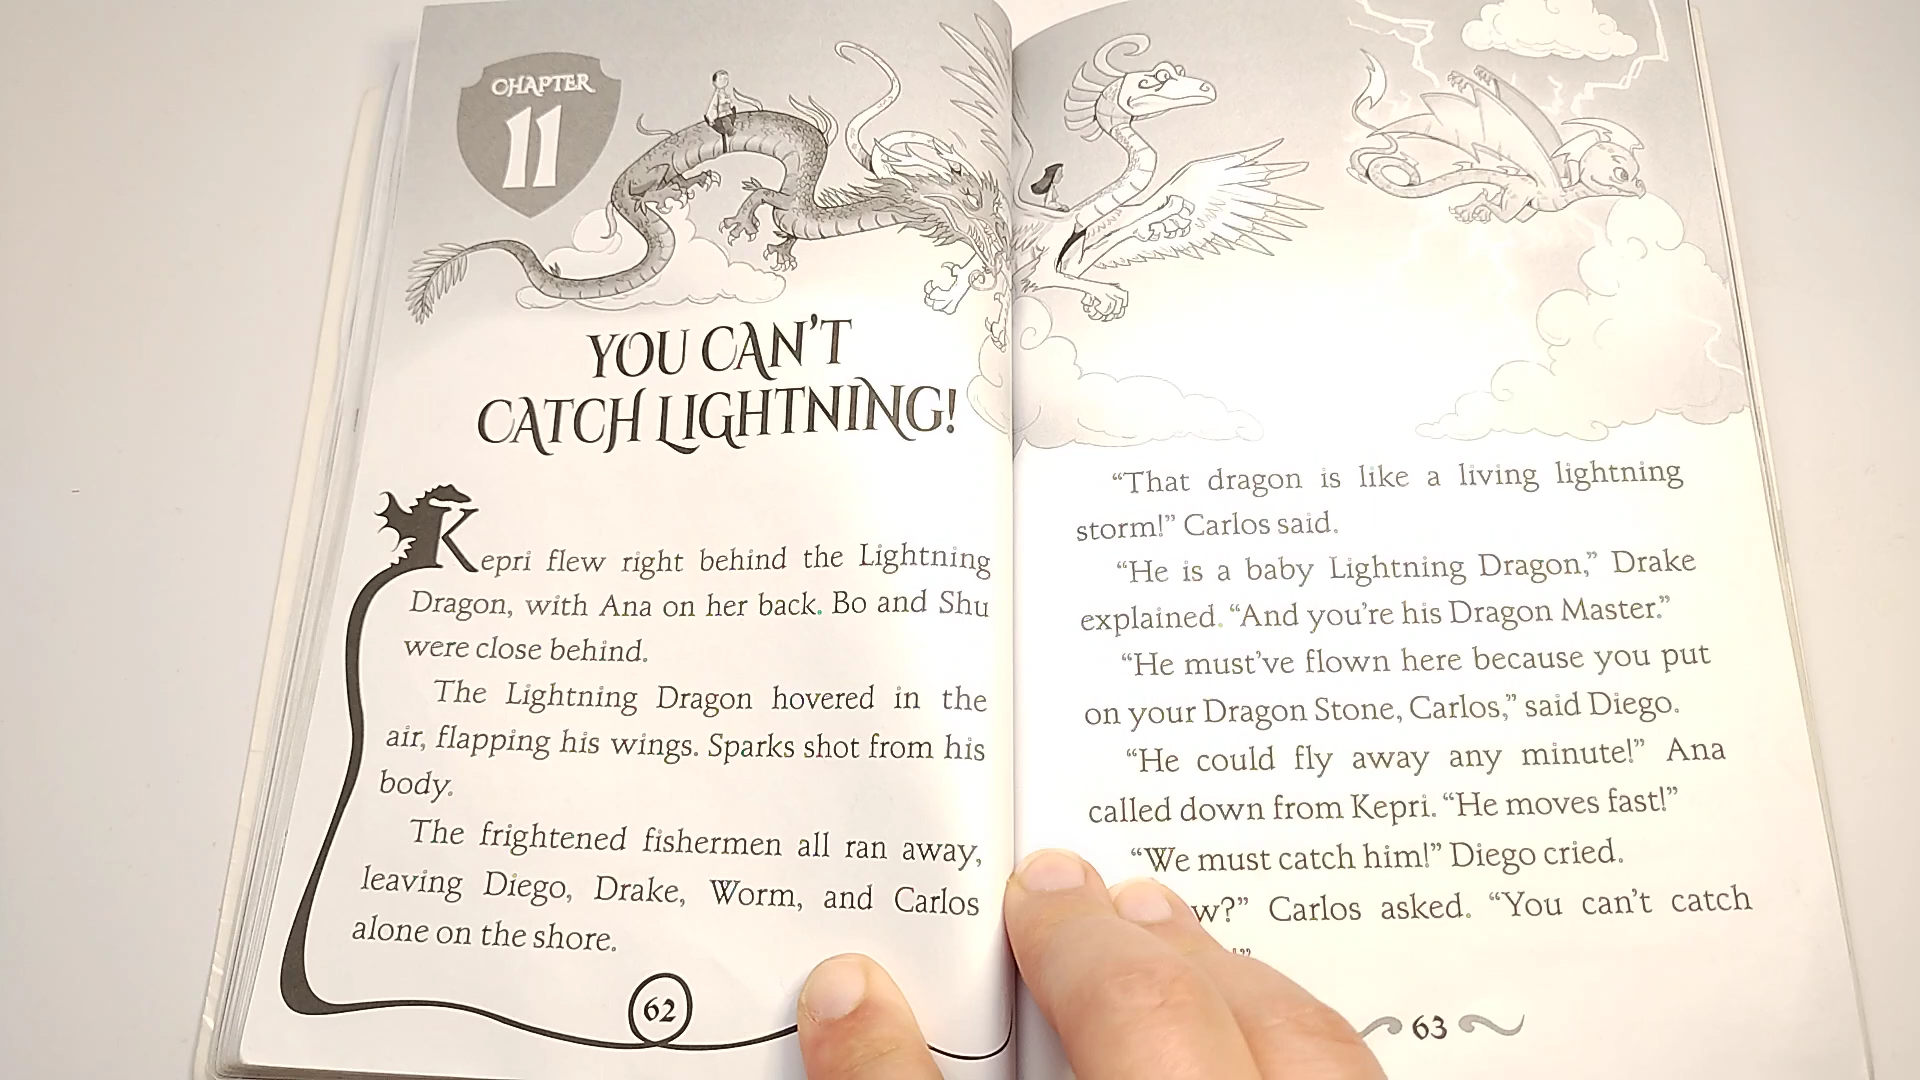 CHAPTER
11
YOU CAN'T
CATCH LIGHTNING!
Kepri flew right behind the Lightning
Dragon, with Ana on her back. Bo and Shu
were close behind.
The Lightning Dragon hovered in the
air, flapping his wings. Sparks shot from his
body.
The frightened fishermen all ran away,
leaving Diego, Drake, Worm, and Carlos
alone on the shore.
62
“That dragon is like a living lightning
storm!” Carlos said.
“He is a baby Lightning Dragon,” Drake
explained. “And you’re his Dragon Master.”
“He must’ve flown here because you put
on your Dragon Stone, Carlos,” said Diego.
“He could fly away any minute!” Ana
called down from Kepri. “He moves fast!”
“We must catch him!” Diego cried.
Carlos asked. “You can’t catch
63